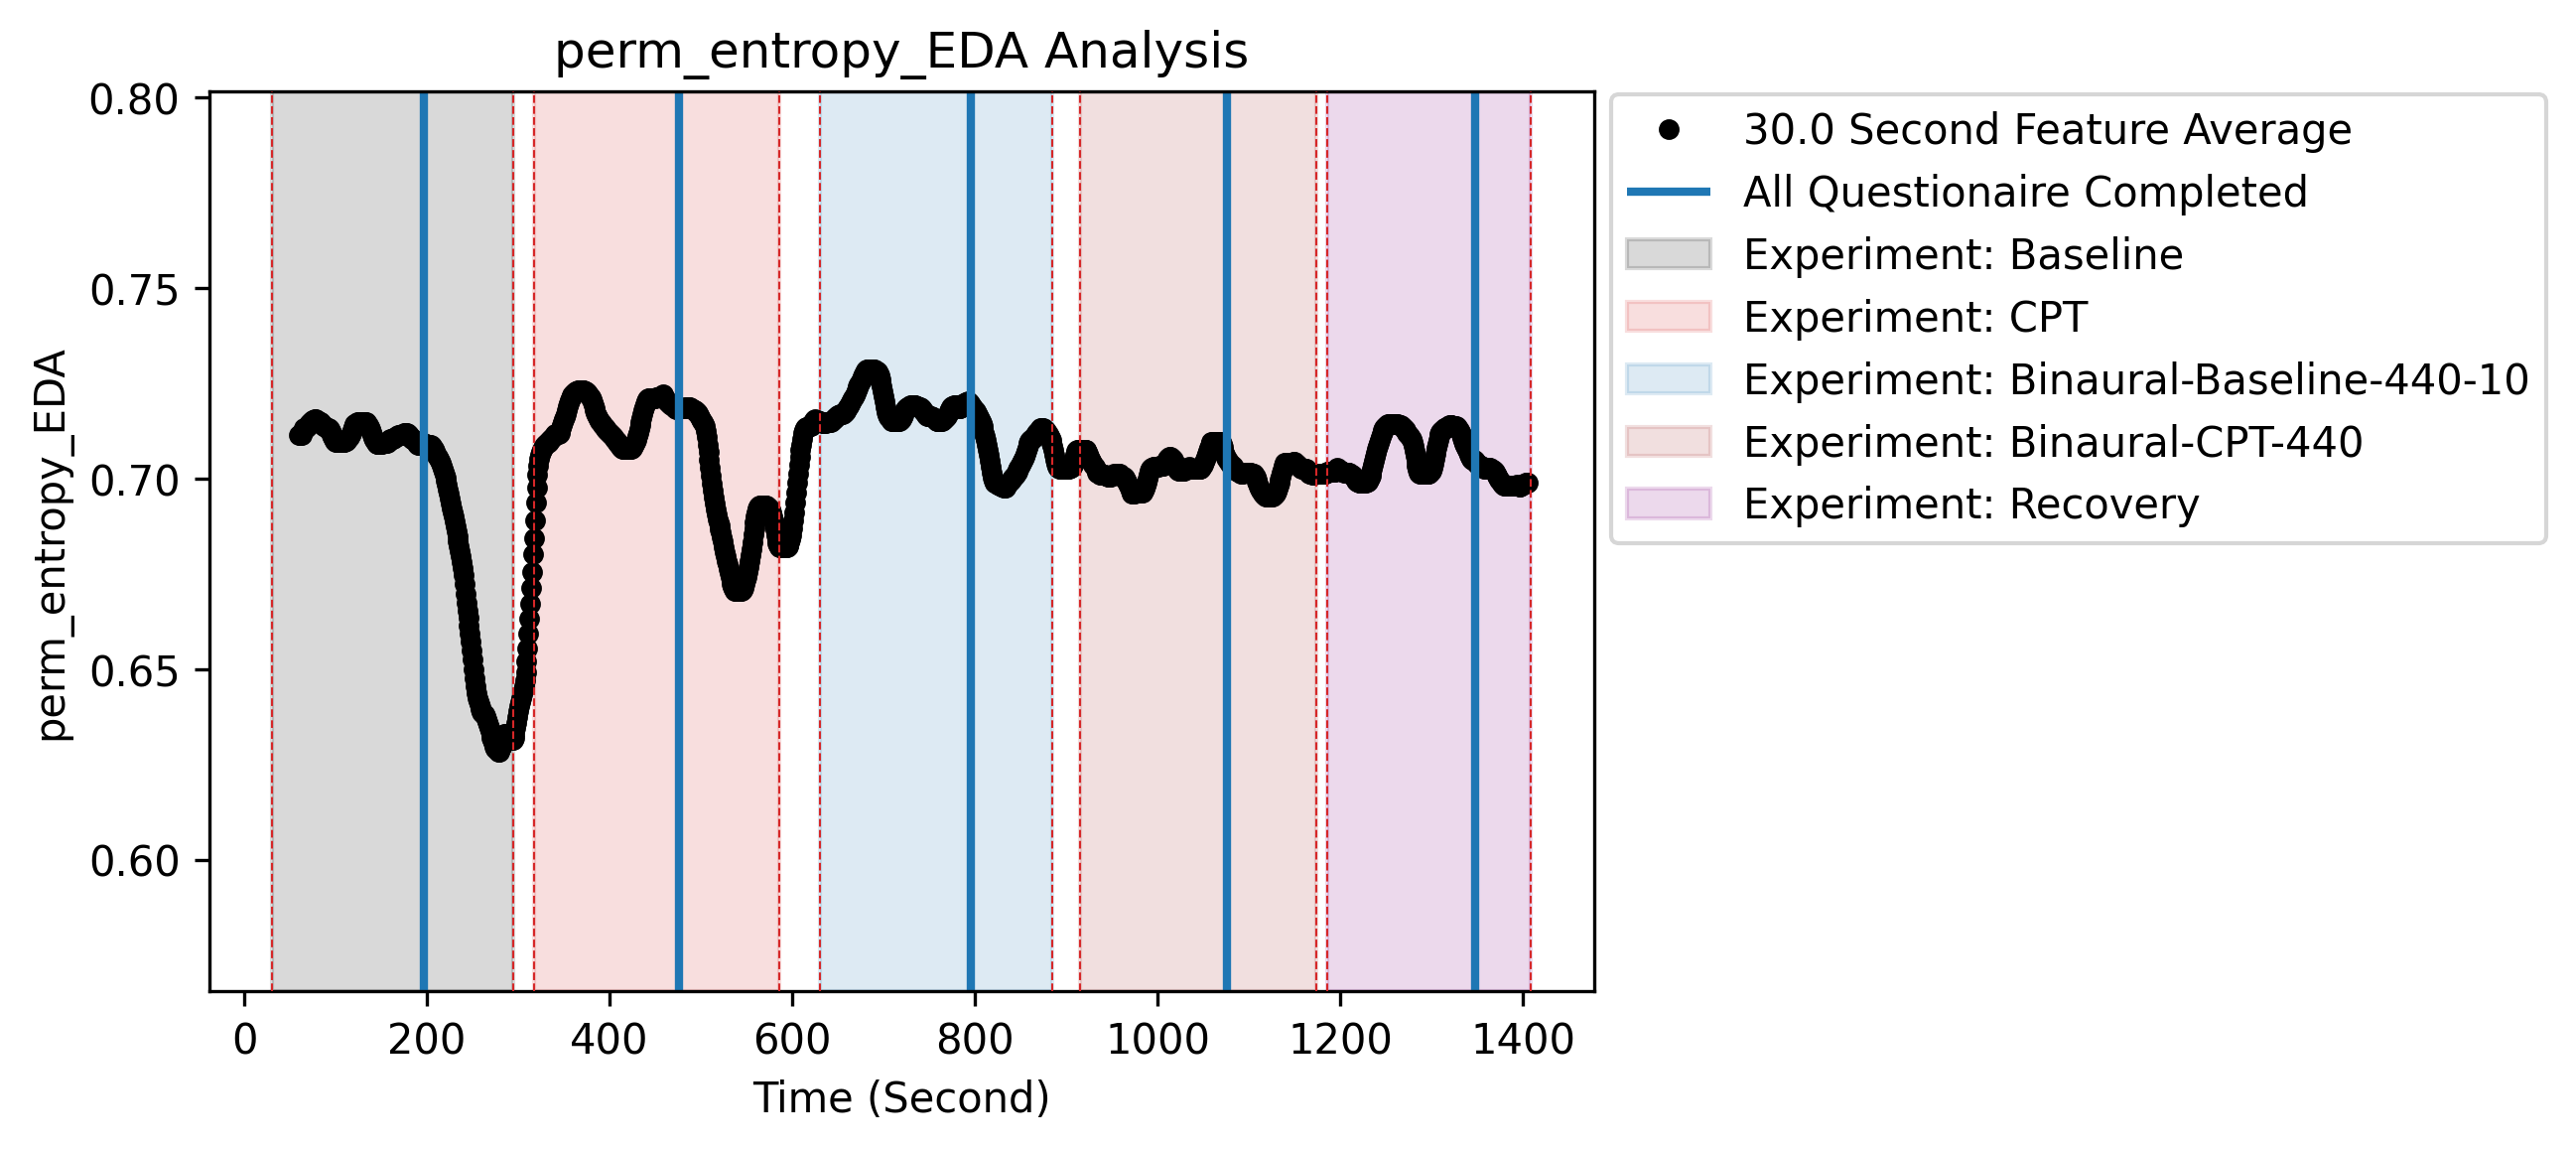 perm_entropy_EDA Analysis
perm_entropy_EDA
0.80
0.75
0.70
0.65
0.60
0
200
400
600
800
1000
1200
1400
Time (Second)
30.0 Second Feature Average
All Questionaire Completed
Experiment: Baseline
Experiment: CPT
Experiment: Binaural-Baseline-440-10
Experiment: Binaural-CPT-440
Experiment: Recovery